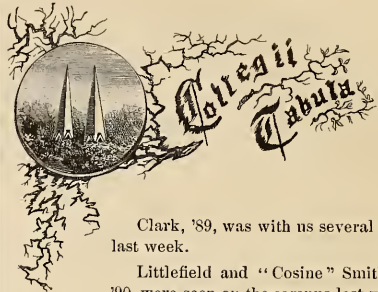 Collegii
Tabula
Clark, '89, was with ns several
last week.
Littlefield and "Cosine" Smit
'90, were seen on the campus last